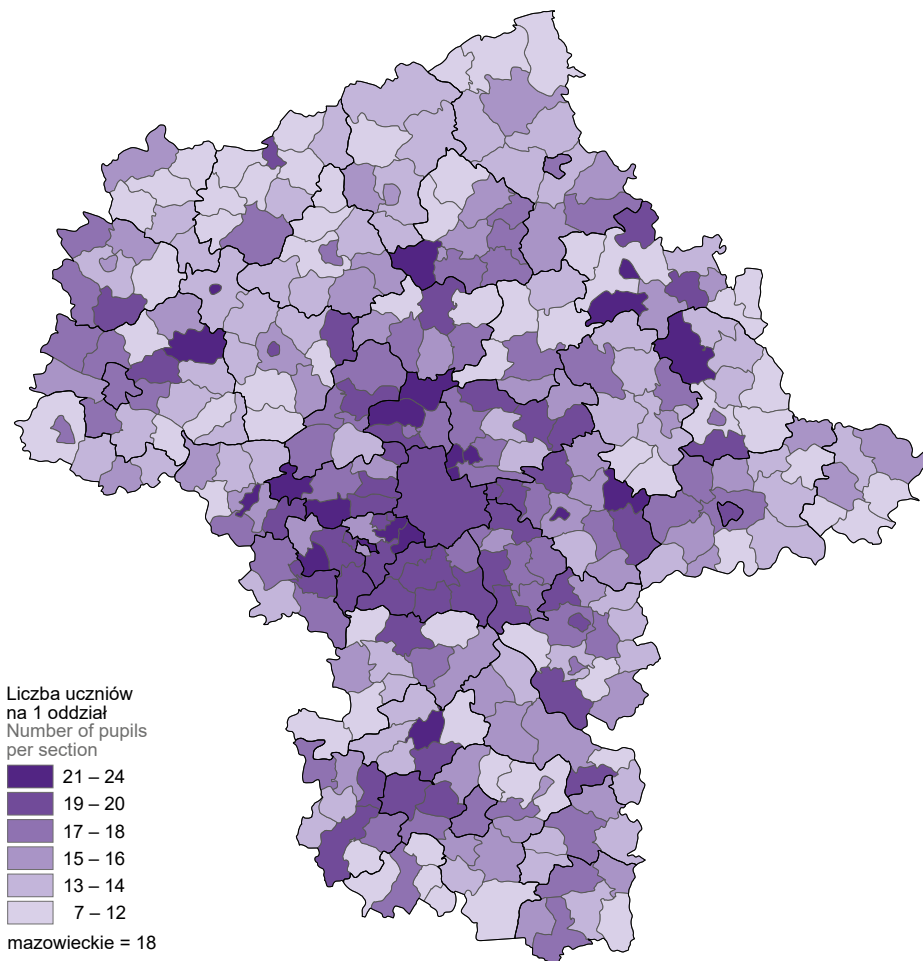 Liczba uczniów
na 1 oddział
Number of pupils
per section
21 – 24
19 – 20
17 – 18
15 – 16
13 – 14
7 – 12
mazowieckie = 18